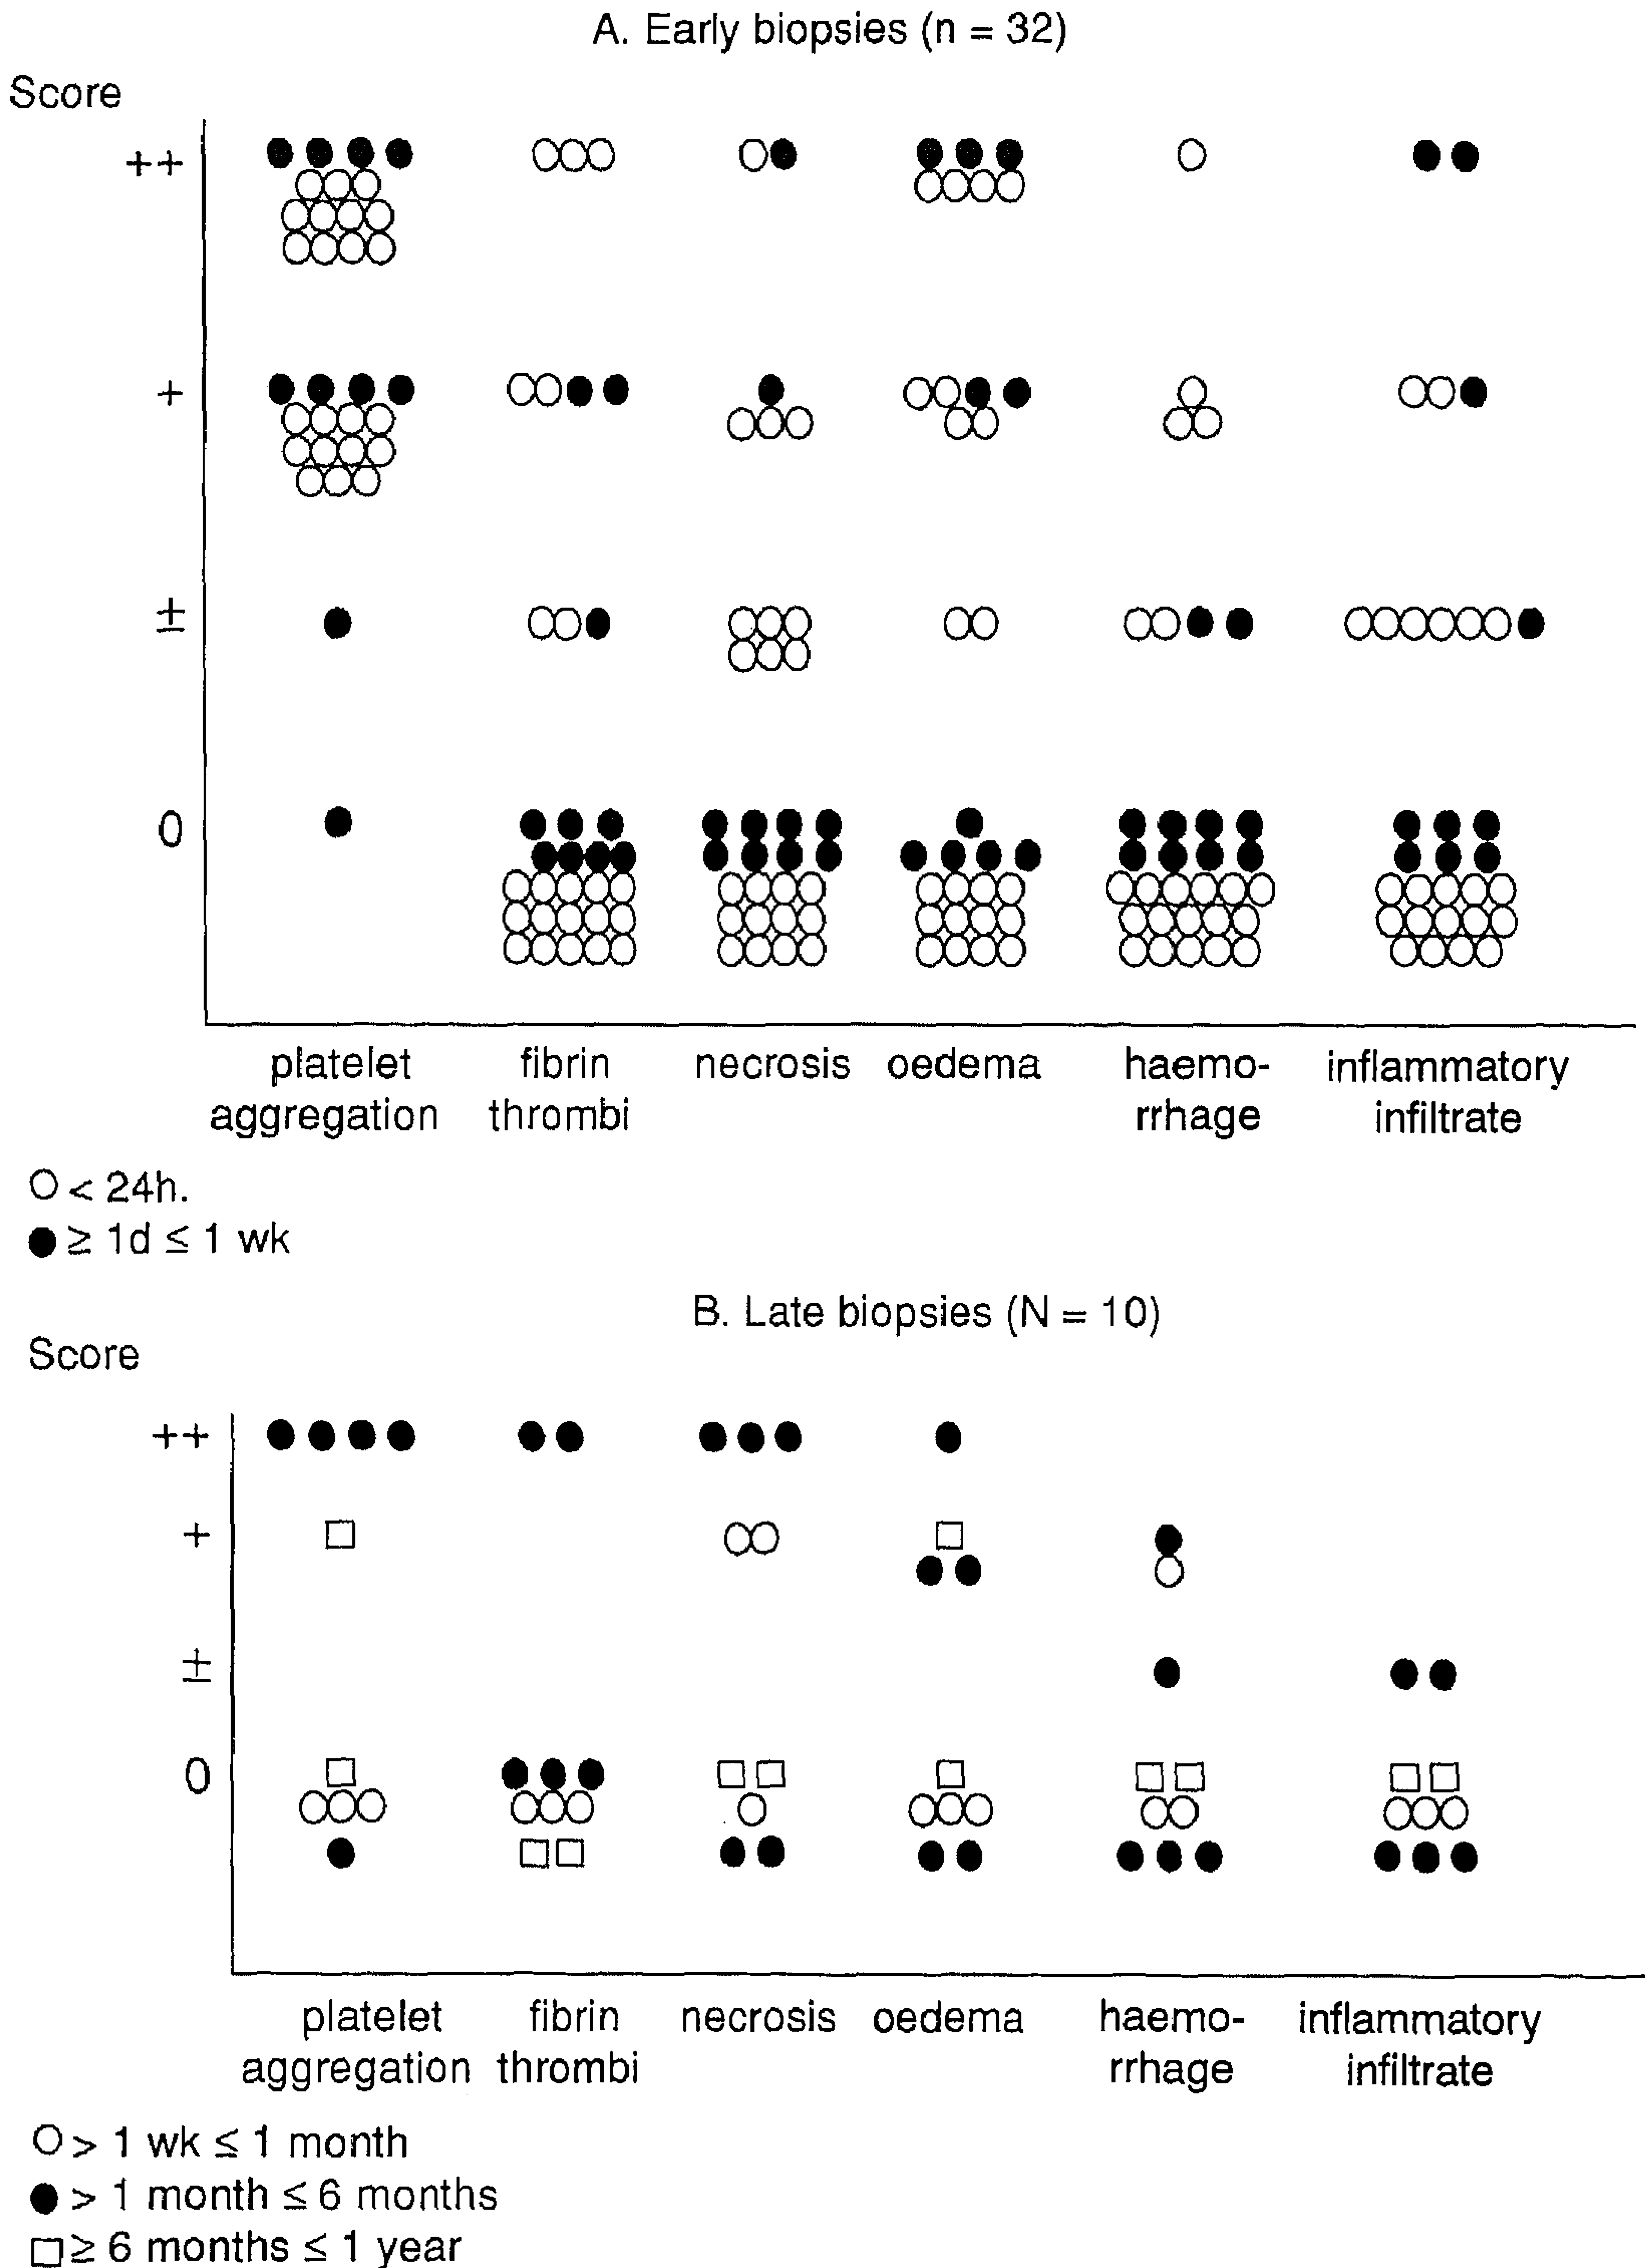 A. Early biopsies (n = 32)
Score
++
+
±
0
platelet fibrin necrosis oedema haemo- inflammatory
aggregation thrombi rrhage infiltrate
< 24h.
≥ 1d ≤ 1 wk
B. Late biopsies (N = 10)
Score
++
+
±
0
platelet fibrin necrosis oedema haemo- inflammatory
aggregation thrombi rrhage infiltrate
> 1 wk ≤ 1 month
> 1 month ≤ 6 months
≥ 6 months ≤ 1 year